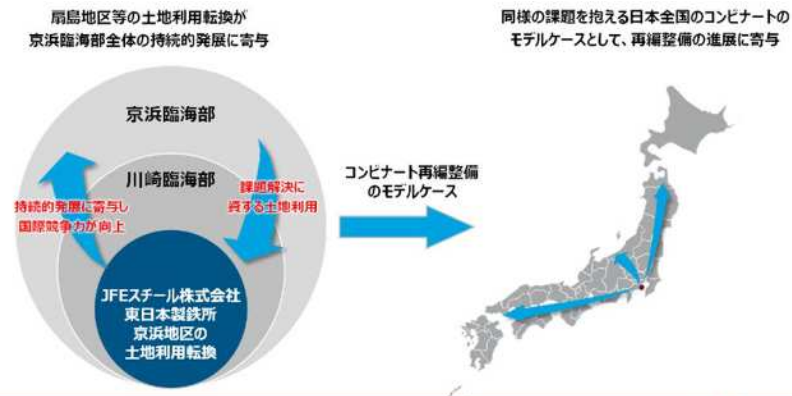 扇島地区等の土地利用転換が
京浜臨海部全体の持続的発展に寄与
同様の課題を抱える日本全国のコンビナートの
モデルケースとして、再編整備の進展に寄与
京浜臨海部
川崎臨海部
持続的発展に寄与し
国際競争力が向上
課題解決に
資する土地利用
JFEスチール株式会社
東日本製鉄所
京浜地区の
土地利用転換
コンビナート再編整備
のモデルケース